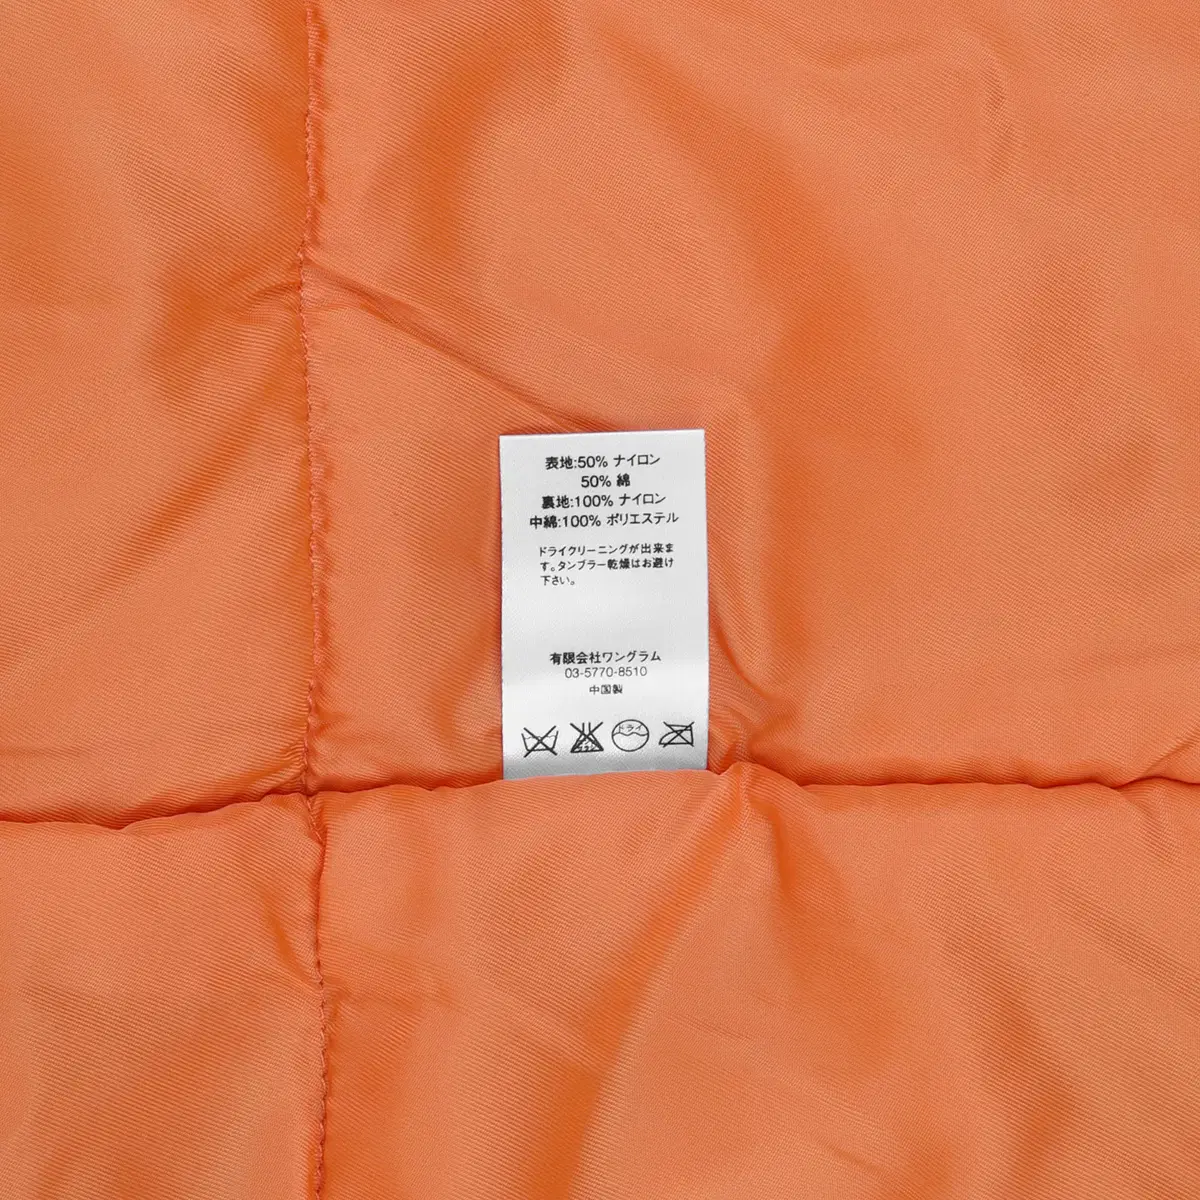 表地:50% ナイロン
50% 綿
裏地:100% ナイロン
中綿:100% ポリエステル
ドライクリーニングが出来ま
す。タンブラー乾燥はお避け
下さい。
有限会社ワングラム
03-5770-8510
中国製
ドライ